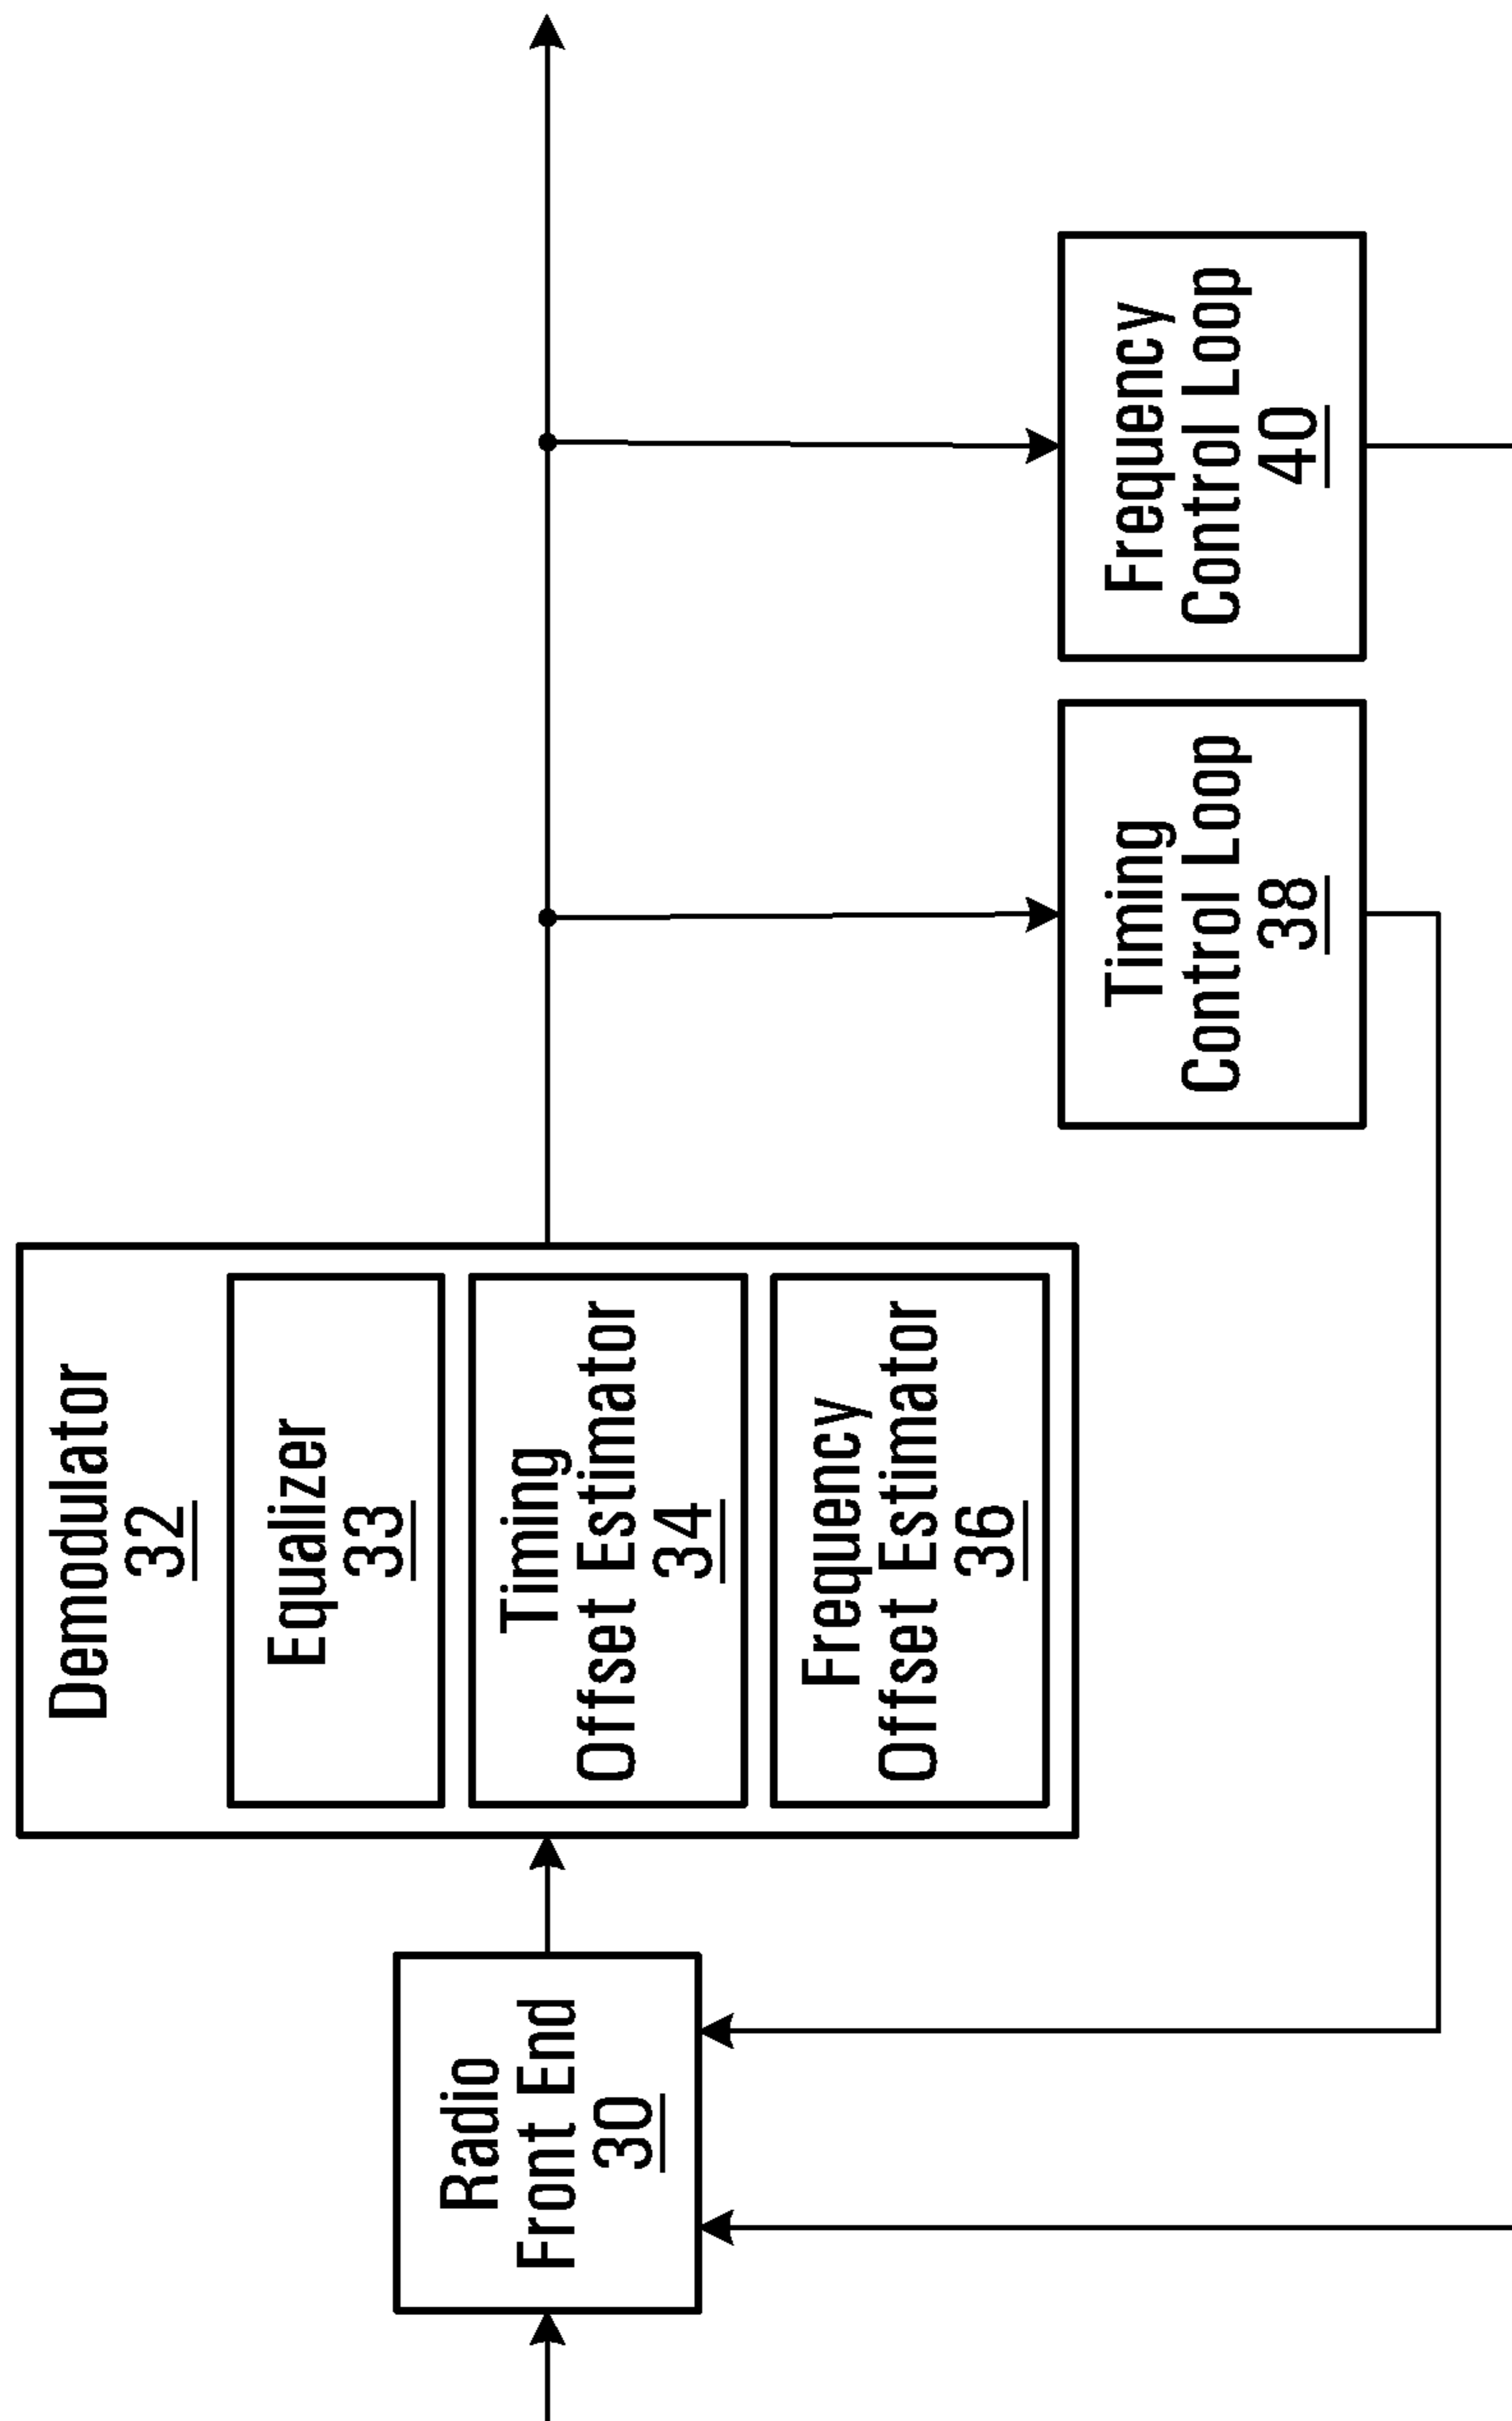 Radio
Front End
30
Demodulator
32
Equalizer
33
Timing
Offset Estimator
34
Frequency
Offset Estimator
36
Timing
Control Loop
38
Frequency
Control Loop
40